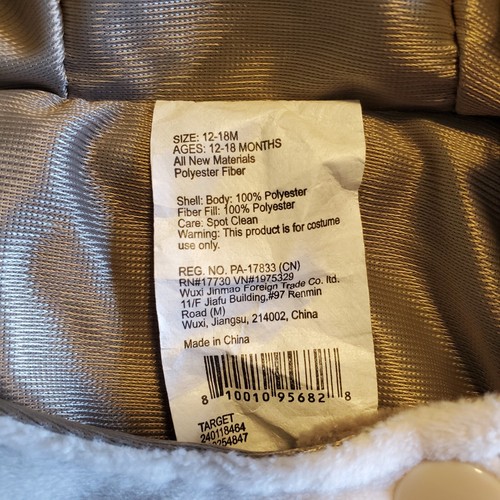 SIZE: 12-18M
AGES: 12-18 MONTHS
All New Materials
Polyester Fiber
Shell: Body: 100% Polyester
Fiber Fill: 100% Polyester
Care: Spot Clean
Warning: This product is for costume
use only.
REG. NO. PA-17833 (CN)
RN#17730 VN#1975329
Wuxi Jinmao Foreign Trade Co. ltd.
11/F Jiafu Building,#97 Renmin
Road (M)
Wuxi, Jiangsu, 214002, China
Made in China
8 10010 95682 8
TARGET
240118464